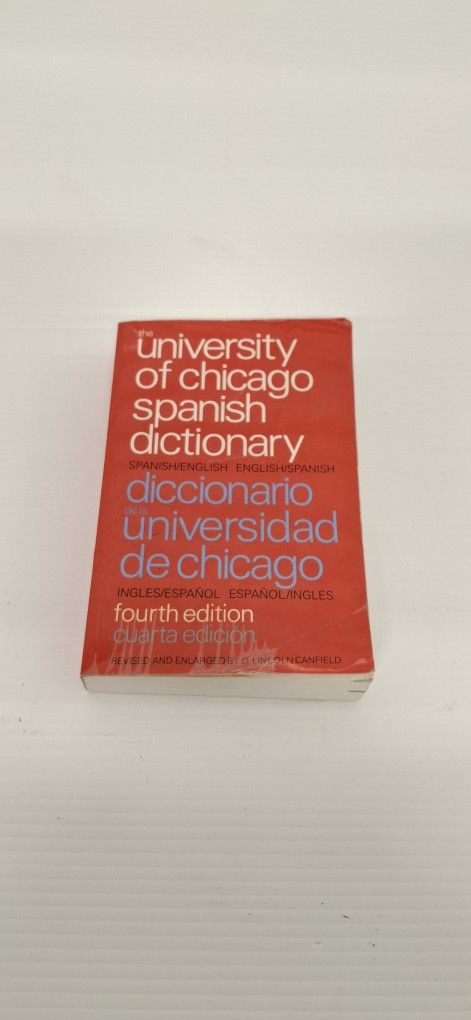 the
university
of chicago
spanish
dictionary
SPANISH/ENGLISH ENGLISH/SPANISH
diccionario
de la
universidad
de chicago
INGLES/ESPAÑOL ESPAÑOL/INGLES
fourth edition
cuarta edición
REVISED AND ENLARGED BY D. LINCOLN CANFIELD